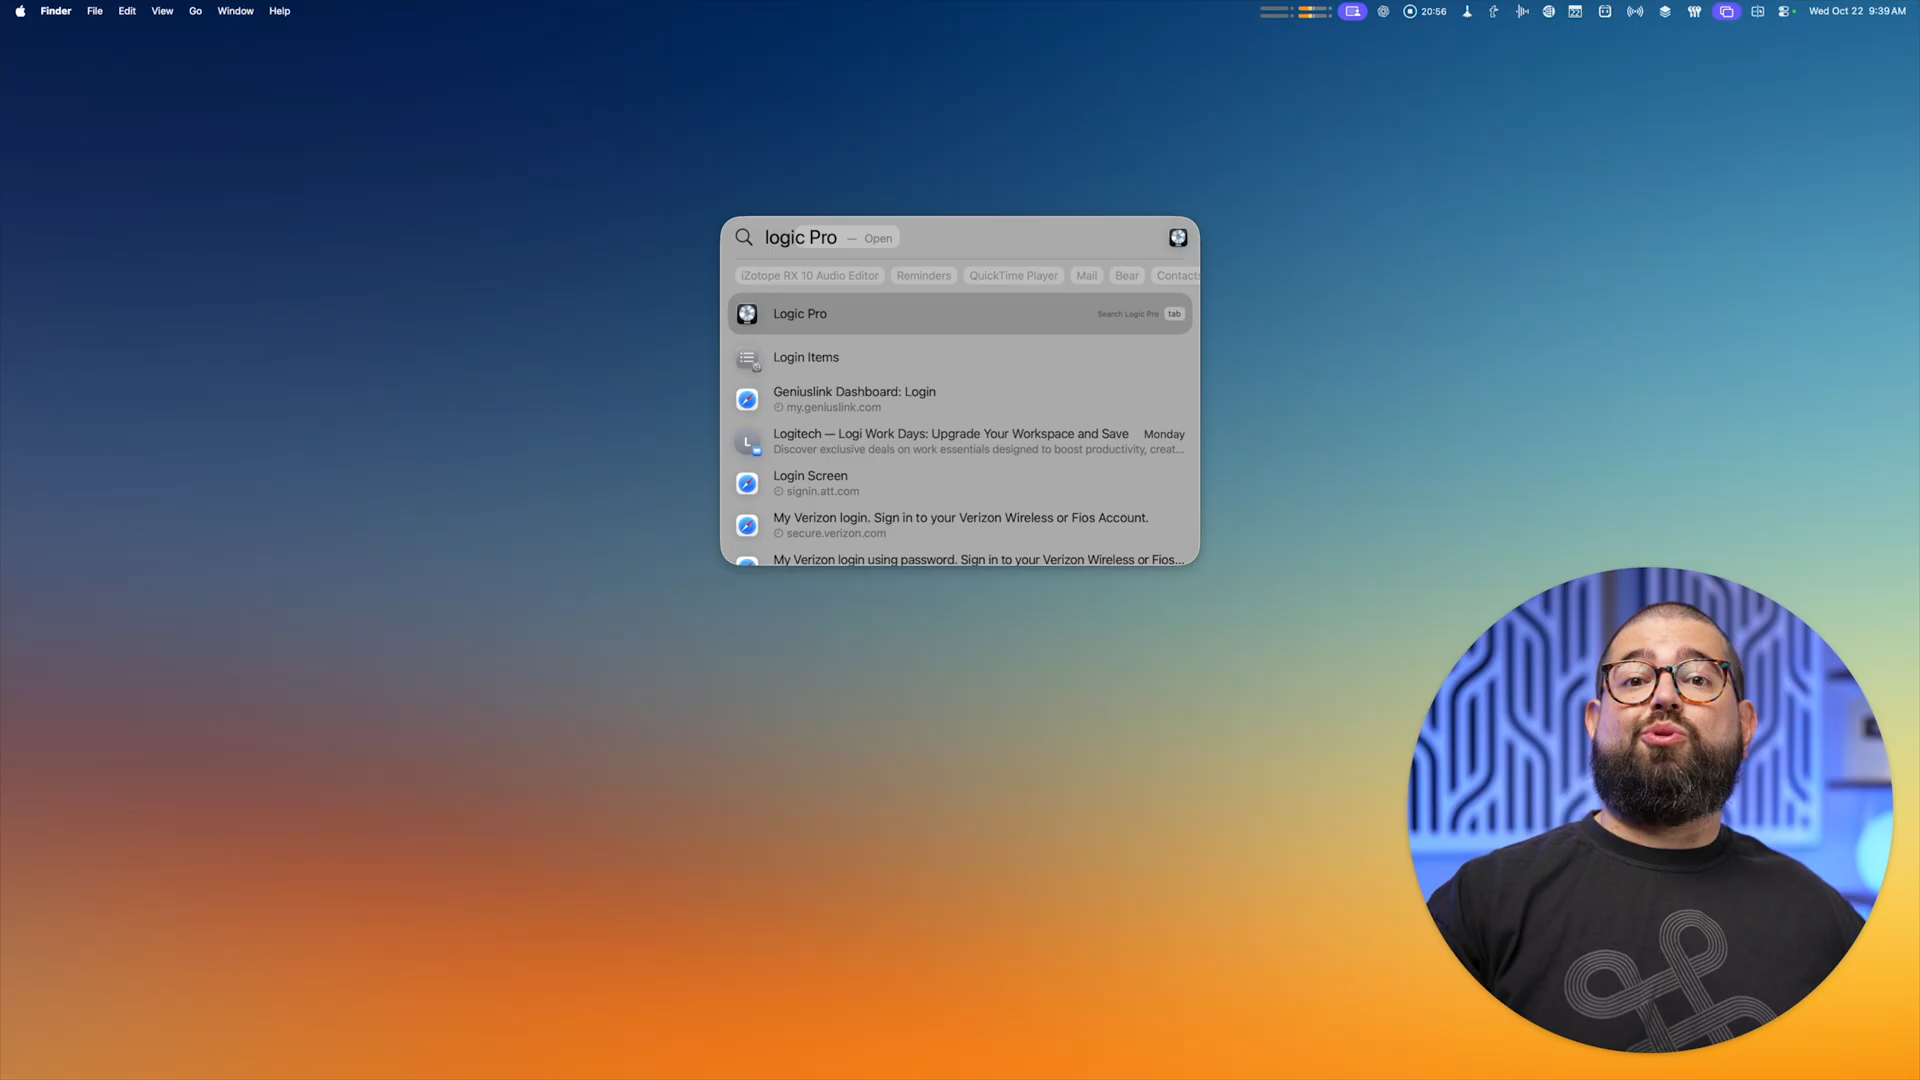 Finder File Edit View Go Window Help
20:56
22
Wed Oct 22 9:39 AM
logic Pro — Open
iZotope RX 10 Audio Editor Reminders QuickTime Player Mail Bear Contacts
Logic Pro
Search Logic Pro tab
Login Items
Geniuslink Dashboard: Login
my.geniuslink.com
L
Logitech — Logi Work Days: Upgrade Your Workspace and Save Monday
Discover exclusive deals on work essentials designed to boost productivity, creat...
Login Screen
signin.att.com
My Verizon login. Sign in to your Verizon Wireless or Fios Account.
secure.verizon.com
My Verizon login using password. Sign in to your Verizon Wireless or Fios...